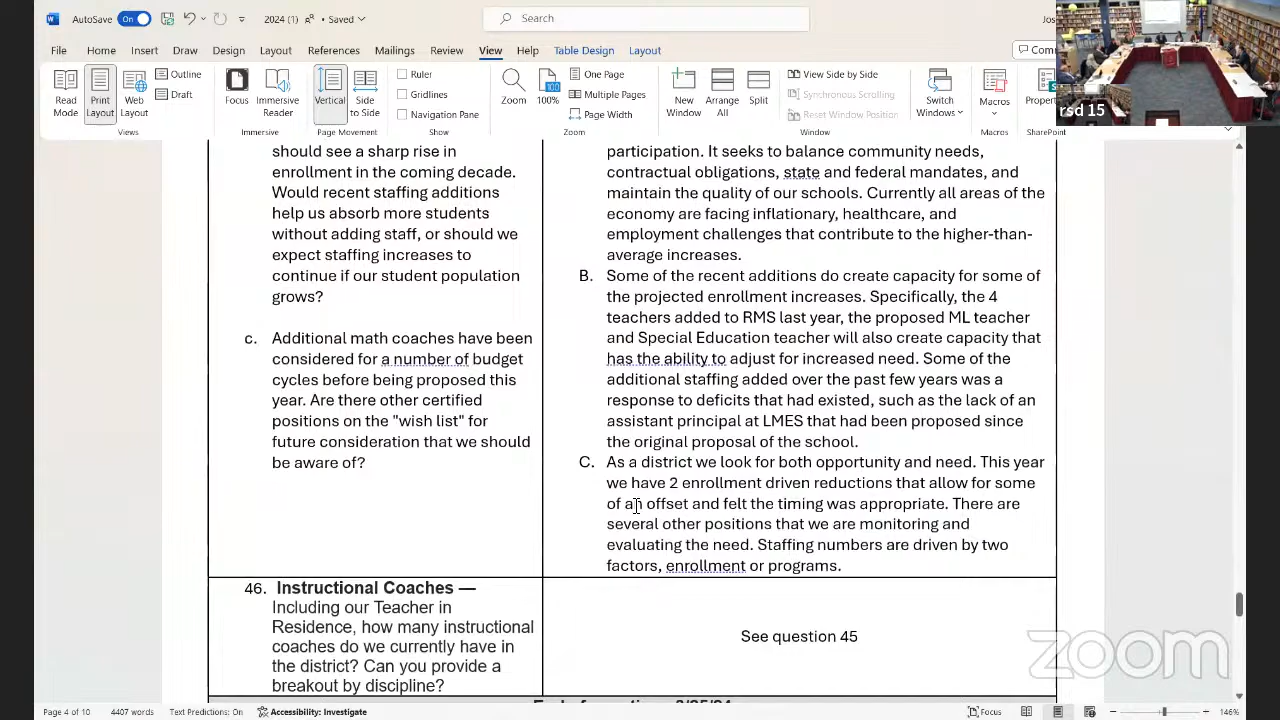 AutoSave On 2024 (1) Saved Search
File Home Insert Draw Design Layout References Mailings Review View Help Table Design Layout
Read Mode
Print Layout
Web Layout
Outline
Draft
Views
Focus
Immersive Reader
Immersive
Vertical
Side to Side
Page Movement
Ruler
Gridlines
Navigation Pane
Show
Zoom
100%
One Page
Multiple Pages
Page Width
Zoom
New Window
Arrange All
Split
View Side by Side
Synchronous Scrolling
Reset Window Position
Window
Switch Windows
Macros
Macros
SharePoint
rsd 15
should see a sharp rise in
enrollment in the coming decade.
Would recent staffing additions
help us absorb more students
without adding staff, or should we
expect staffing increases to
continue if our student population
grows?
c. Additional math coaches have been
considered for a number of budget
cycles before being proposed this
year. Are there other certified
positions on the "wish list" for
future consideration that we should
be aware of?
participation. It seeks to balance community needs,
contractual obligations, state and federal mandates, and
maintain the quality of our schools. Currently all areas of the
economy are facing inflationary, healthcare, and
employment challenges that contribute to the higher-than-
average increases.
B. Some of the recent additions do create capacity for some of
the projected enrollment increases. Specifically, the 4
teachers added to RMS last year, the proposed ML teacher
and Special Education teacher will also create capacity that
has the ability to adjust for increased need. Some of the
additional staffing added over the past few years was a
response to deficits that had existed, such as the lack of an
assistant principal at LMES that had been proposed since
the original proposal of the school.
C. As a district we look for both opportunity and need. This year
we have 2 enrollment driven reductions that allow for some
of an offset and felt the timing was appropriate. There are
several other positions that we are monitoring and
evaluating the need. Staffing numbers are driven by two
factors, enrollment or programs.
46. Instructional Coaches —
Including our Teacher in
Residence, how many instructional
coaches do we currently have in
the district? Can you provide a
breakout by discipline?
See question 45
zoom
Page 4 of 10 4407 words Text Predictions: On Accessibility: Investigate Focus 146%